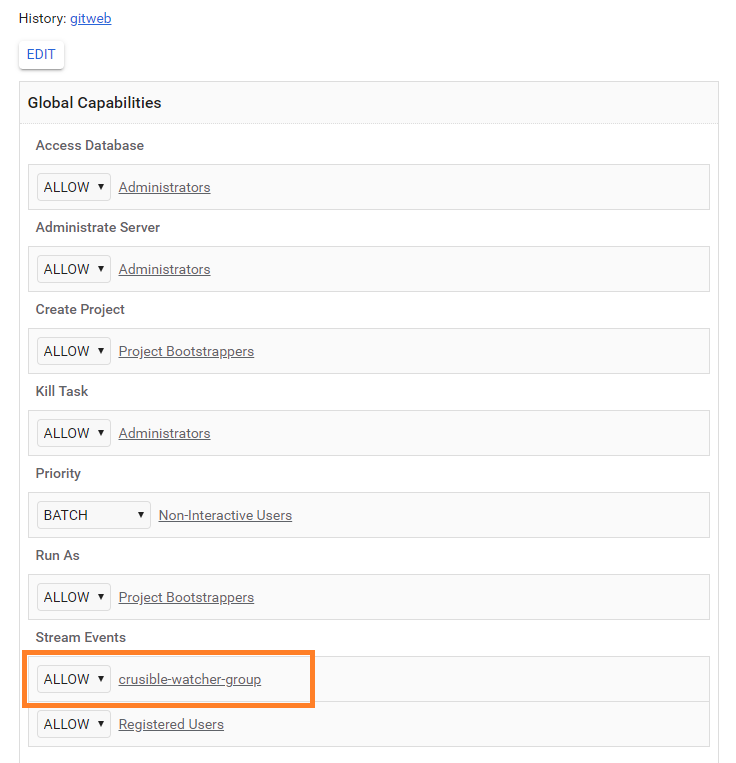 History: gitweb
EDIT
Global Capabilities
Access Database
ALLOW Administrators
Administrate Server
ALLOW Administrators
Create Project
ALLOW Project Bootstrappers
Kill Task
ALLOW Administrators
Priority
BATCH Non-Interactive Users
Run As
ALLOW Project Bootstrappers
Stream Events
ALLOW crusible-watcher-group
ALLOW Registered Users